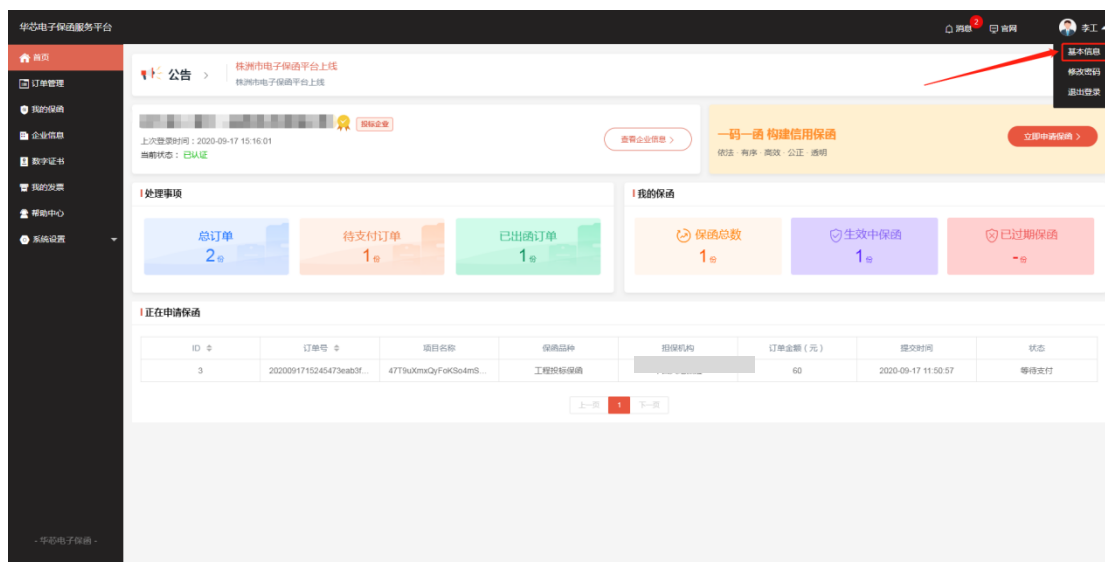 华芯电子保函服务平台
消息 2
官网
李工
基本信息
修改密码
退出登录
首页
订单管理
我的保函
企业信息
数字证书
我的发票
帮助中心
系统设置
- 华芯电子保函 -
公告 >
株洲市电子保函平台上线
株洲市电子保函平台上线
投标企业
上次登录时间：2020-09-17 15:16:01
当前状态： 已认证
查看企业信息 >
一码一函 构建信用保函
依法 · 有序 · 高效 · 公正 · 透明
立即申请保函 >
处理事项
总订单
2 份
待支付订单
1 份
已出函订单
1 份
我的保函
保函总数
1 份
生效中保函
1 份
已过期保函
- 份
正在申请保函
ID 订单号 项目名称 保函品种 担保机构 订单金额（元） 提交时间 状态
3 2020091715245473eab3f... 47T9uXmxQyFoKSo4mS... 工程投标保函 60 2020-09-17 11:50:57 等待支付
上一页 1 下一页